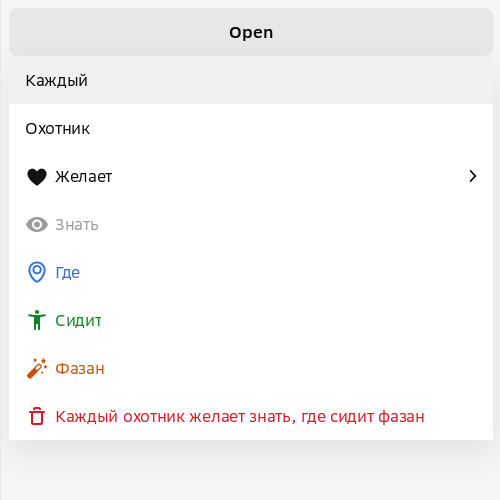 Open
Каждый
Охотник
Желает
Знать
Где
Сидит
Фазан
Каждый охотник желает знать, где сидит фазан